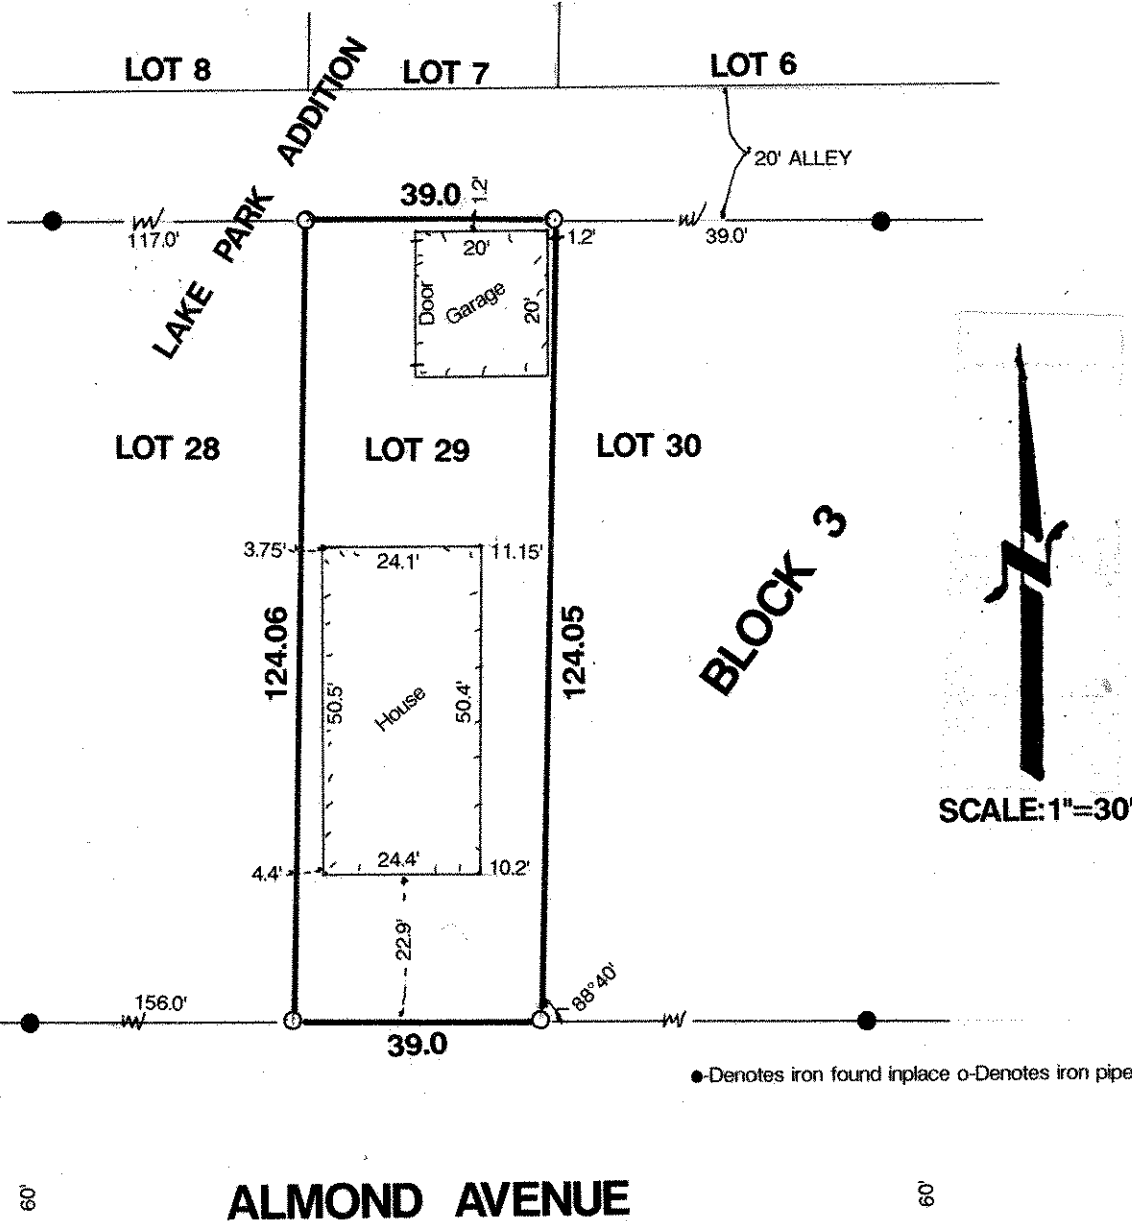 LOT 8
LOT 7
LOT 6
LAKE PARK ADDITION
20' ALLEY
39.0
1.2'
117.0'
20'
1.2'
39.0'
Door
Garage
20'
LOT 28
LOT 29
LOT 30
BLOCK 3
3.75'
24.1'
11.15'
124.06
124.05
50.5'
House
50.4'
SCALE:1"=30'
4.4'
24.4'
10.2'
22.9'
88°40'
156.0'
39.0
●-Denotes iron found inplace o-Denotes iron pipe
60'
ALMOND AVENUE
60'